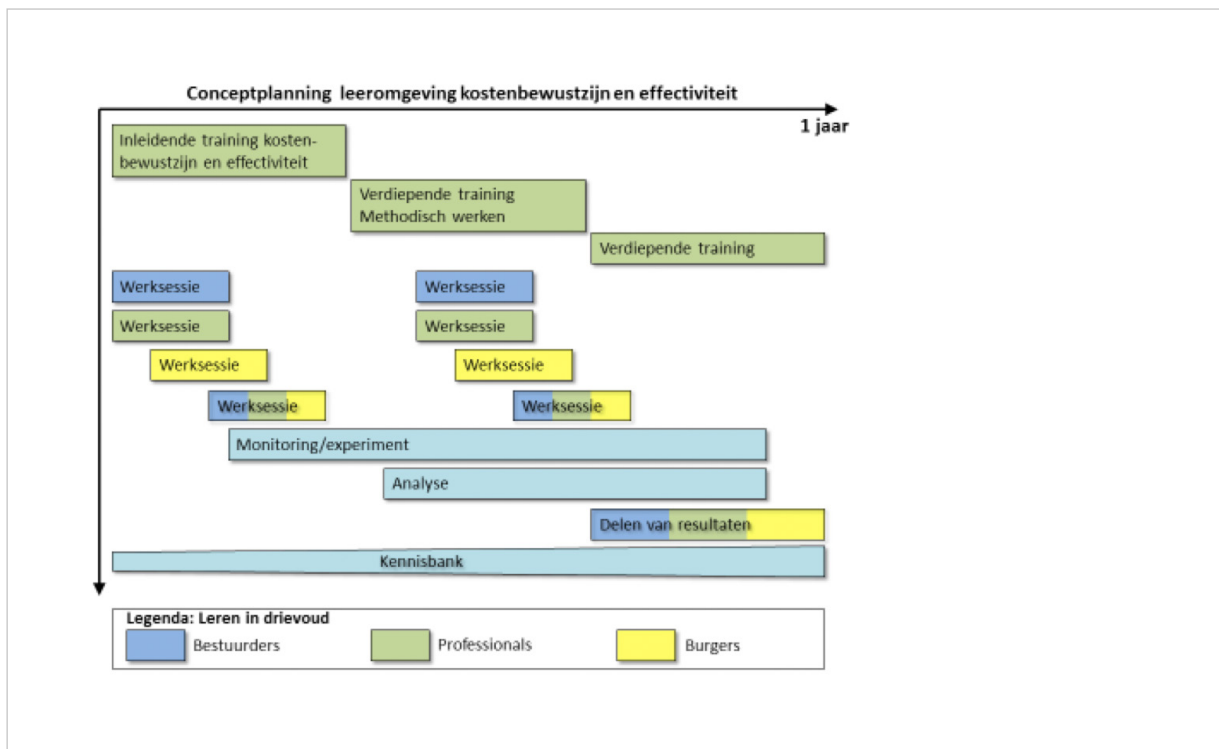 Conceptplanning leeromgeving kostenbewustzijn en effectiviteit
1 jaar
Inleidende training kosten-
bewustzijn en effectiviteit
Verdiepende training
Methodisch werken
Verdiepende training
Werksessie
Werksessie
Werksessie
Werksessie
Werksessie
Werksessie
Werksessie
Werksessie
Monitoring/experiment
Analyse
Delen van resultaten
Kennisbank
Legenda: Leren in drievoud
Bestuurders
Professionals
Burgers